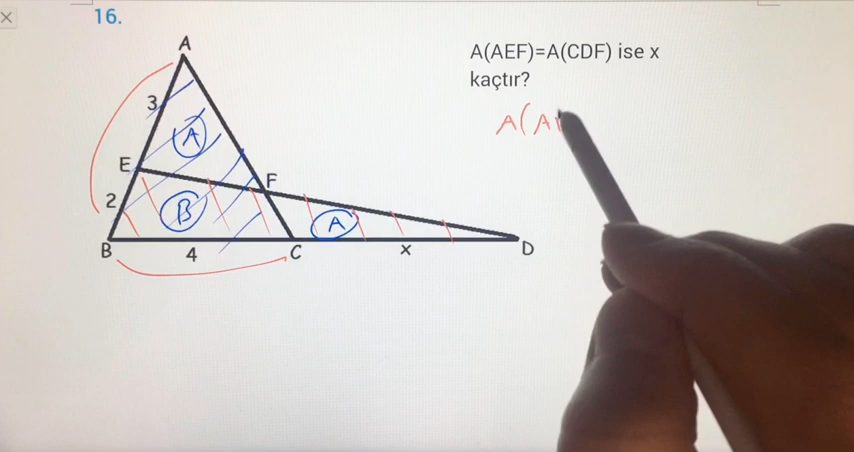 16.
A(AEF)=A(CDF) ise x
kaçtır?
A(A
A
3
A
E
F
2
B
A
B
4
C
x
D